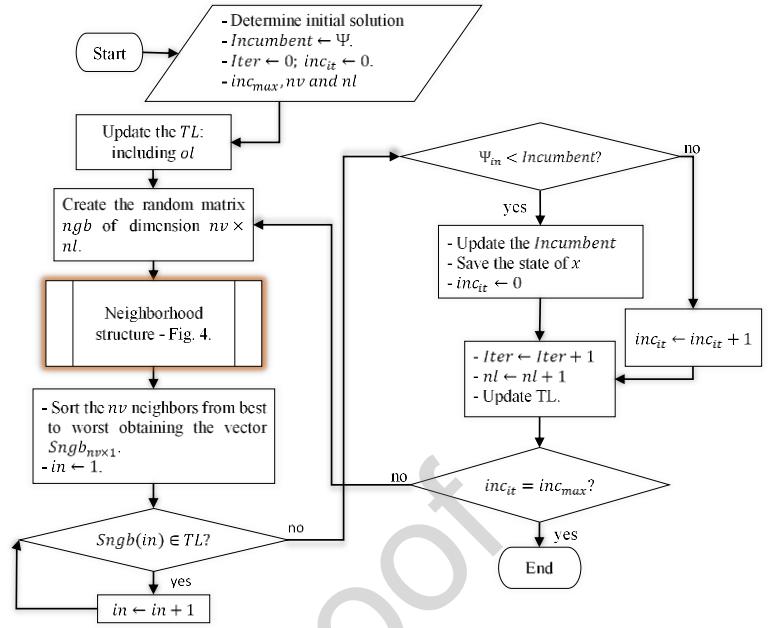 Start
- Determine initial solution
- Incumbent ← Ψ.
- Iter ← 0; inc_it ← 0.
- inc_max, nv and nl
Update the TL:
including ol
Create the random matrix
ngb of dimension nv ×
nl.
Neighborhood
structure - Fig. 4.
- Sort the nv neighbors from best
to worst obtaining the vector
Sngb_nv×1.
- in ← 1.
Sngb(in) ∈ TL?
no
yes
in ← in + 1
Ψ_in < Incumbent?
no
yes
- Update the Incumbent
- Save the state of x
- inc_it ← 0
inc_it ← inc_it + 1
- Iter ← Iter + 1
- nl ← nl + 1
- Update TL.
inc_it = inc_max?
no
yes
End
oof